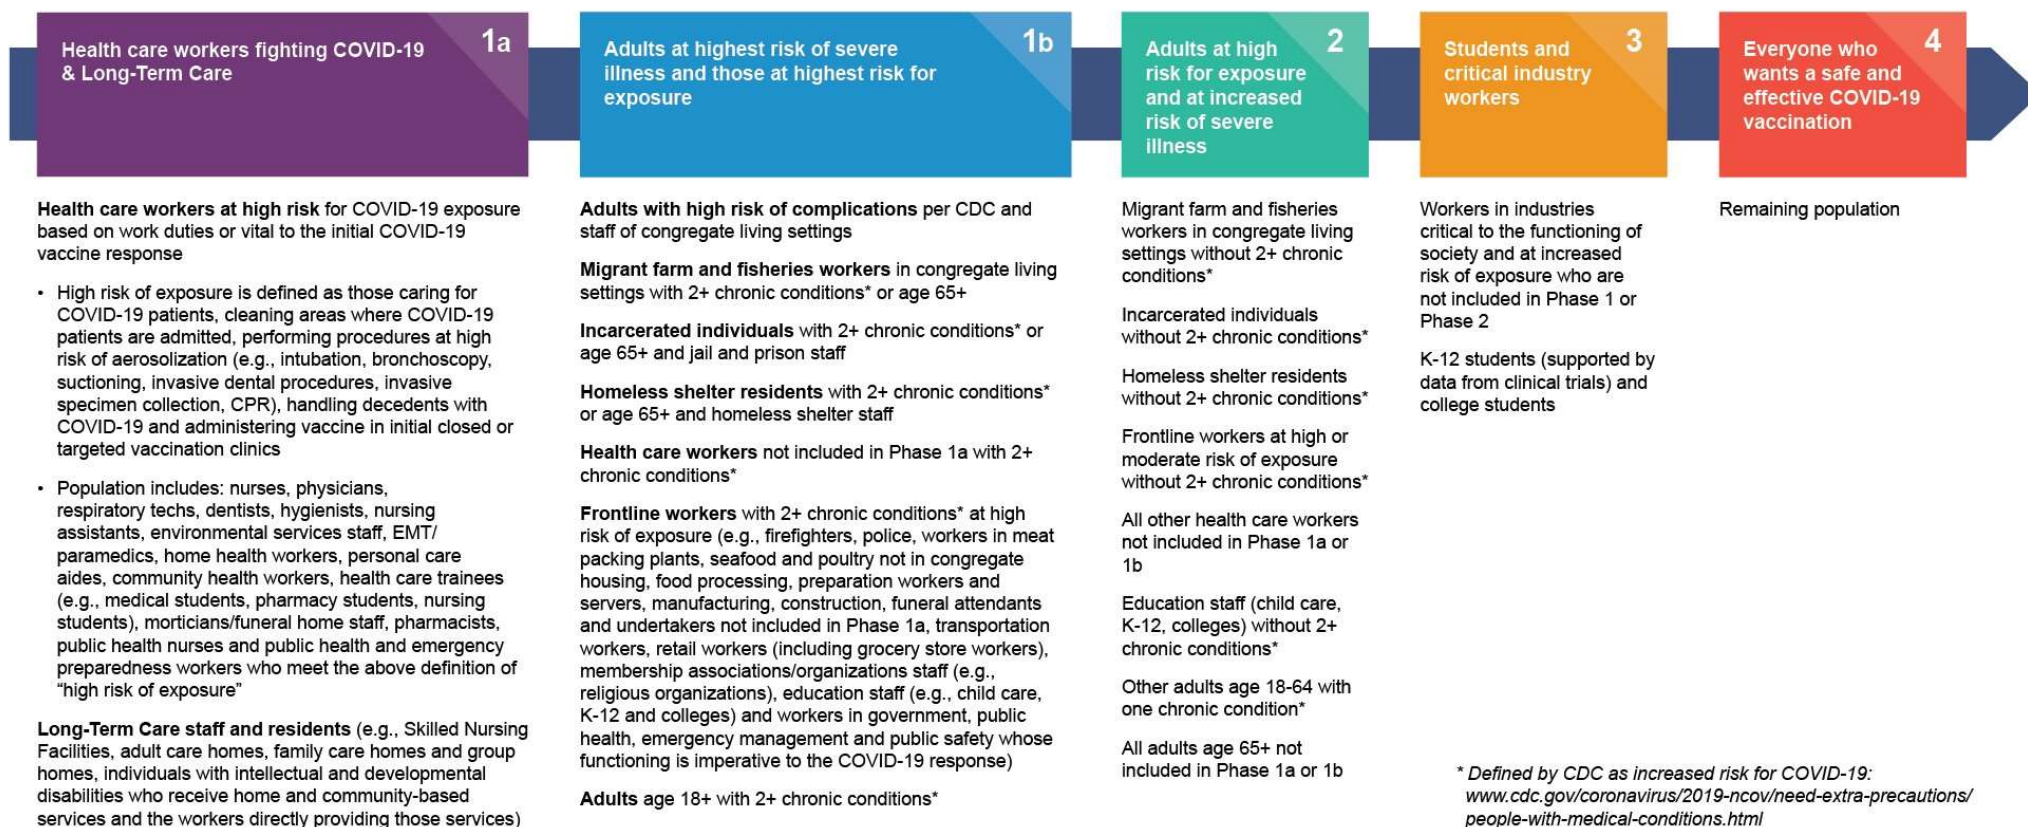 Health care workers fighting COVID-19
& Long-Term Care
1a
Health care workers at high risk for COVID-19 exposure
based on work duties or vital to the initial COVID-19
vaccine response
• High risk of exposure is defined as those caring for
COVID-19 patients, cleaning areas where COVID-19
patients are admitted, performing procedures at high
risk of aerosolization (e.g., intubation, bronchoscopy,
suctioning, invasive dental procedures, invasive
specimen collection, CPR), handling decedents with
COVID-19 and administering vaccine in initial closed or
targeted vaccination clinics
• Population includes: nurses, physicians,
respiratory techs, dentists, hygienists, nursing
assistants, environmental services staff, EMT/
paramedics, home health workers, personal care
aides, community health workers, health care trainees
(e.g., medical students, pharmacy students, nursing
students), morticians/funeral home staff, pharmacists,
public health nurses and public health and emergency
preparedness workers who meet the above definition of
“high risk of exposure”
Long-Term Care staff and residents (e.g., Skilled Nursing
Facilities, adult care homes, family care homes and group
homes, individuals with intellectual and developmental
disabilities who receive home and community-based
services and the workers directly providing those services)
Adults at highest risk of severe
illness and those at highest risk for
exposure
1b
Adults with high risk of complications per CDC and
staff of congregate living settings
Migrant farm and fisheries workers in congregate living
settings with 2+ chronic conditions* or age 65+
Incarcerated individuals with 2+ chronic conditions* or
age 65+ and jail and prison staff
Homeless shelter residents with 2+ chronic conditions*
or age 65+ and homeless shelter staff
Health care workers not included in Phase 1a with 2+
chronic conditions*
Frontline workers with 2+ chronic conditions* at high
risk of exposure (e.g., firefighters, police, workers in meat
packing plants, seafood and poultry not in congregate
housing, food processing, preparation workers and
servers, manufacturing, construction, funeral attendants
and undertakers not included in Phase 1a, transportation
workers, retail workers (including grocery store workers),
membership associations/organizations staff (e.g.,
religious organizations), education staff (e.g., child care,
K-12 and colleges) and workers in government, public
health, emergency management and public safety whose
functioning is imperative to the COVID-19 response)
Adults age 18+ with 2+ chronic conditions*
Adults at high
risk for exposure
and at increased
risk of severe
illness
2
Migrant farm and fisheries
workers in congregate living
settings without 2+ chronic
conditions*
Incarcerated individuals
without 2+ chronic conditions*
Homeless shelter residents
without 2+ chronic conditions*
Frontline workers at high or
moderate risk of exposure
without 2+ chronic conditions*
All other health care workers
not included in Phase 1a or
1b
Education staff (child care,
K-12, colleges) without 2+
chronic conditions*
Other adults age 18-64 with
one chronic condition*
All adults age 65+ not
included in Phase 1a or 1b
Students and
critical industry
workers
3
Workers in industries
critical to the functioning of
society and at increased
risk of exposure who are
not included in Phase 1 or
Phase 2
K-12 students (supported by
data from clinical trials) and
college students
Everyone who
wants a safe and
effective COVID-19
vaccination
4
Remaining population
* Defined by CDC as increased risk for COVID-19:
www.cdc.gov/coronavirus/2019-ncov/need-extra-precautions/
people-with-medical-conditions.html